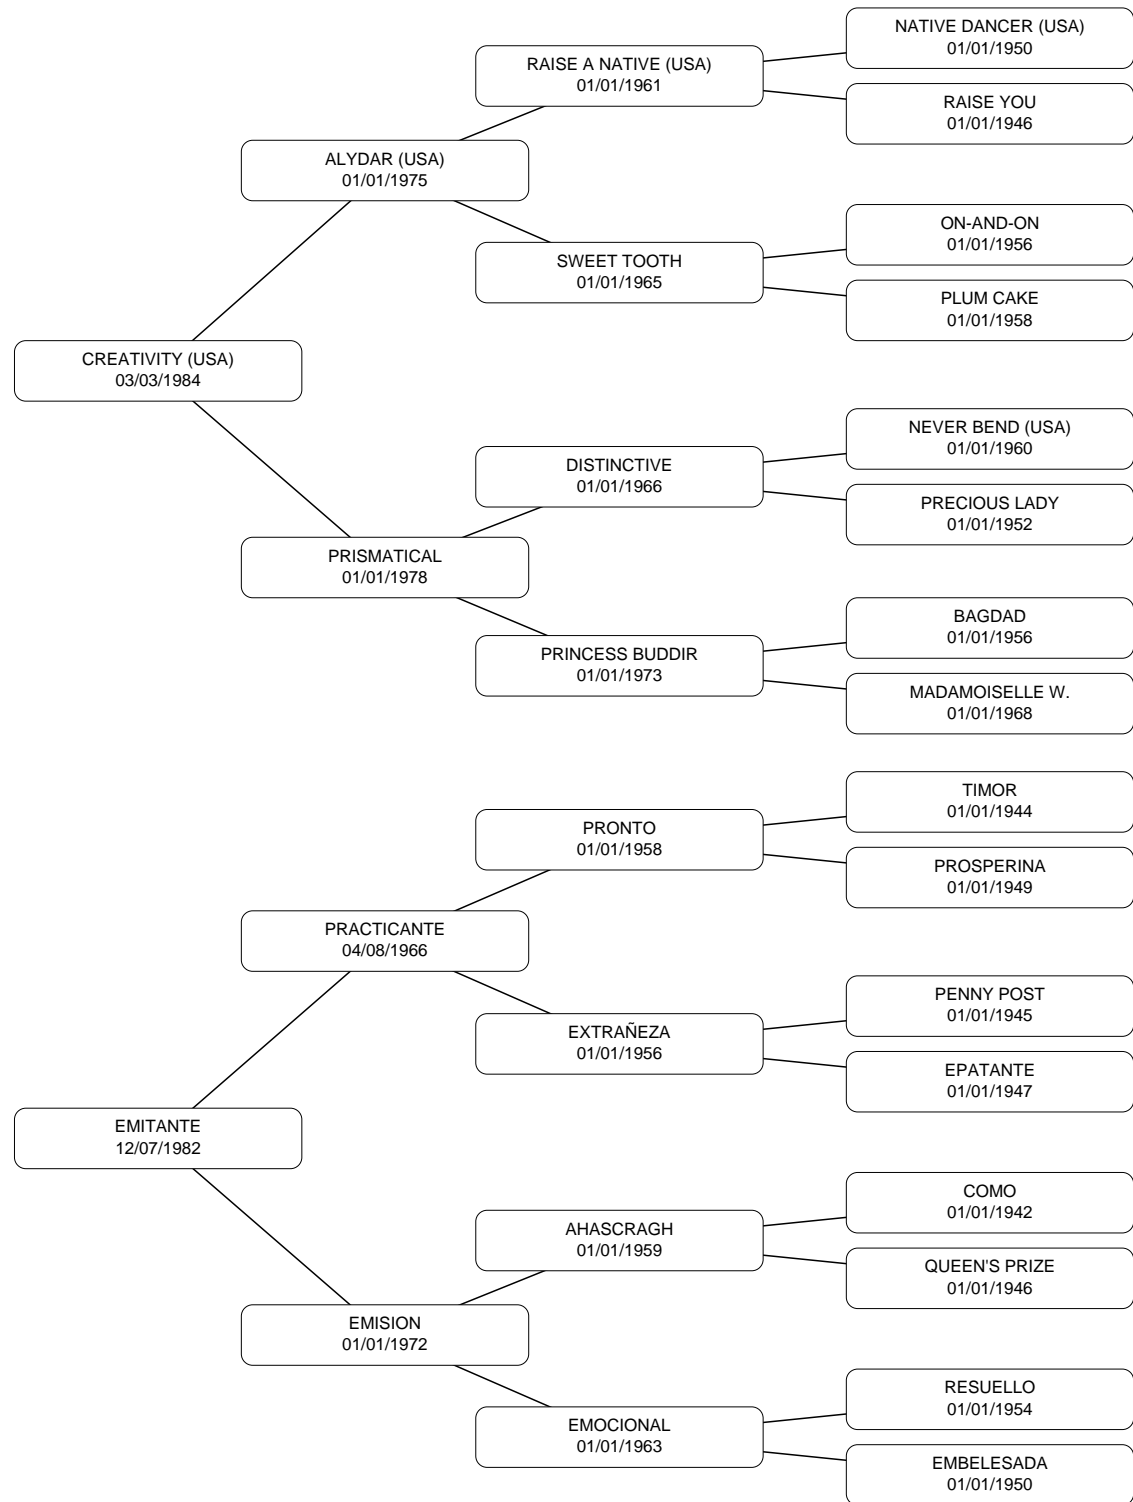 NATIVE DANCER (USA)
01/01/1950
RAISE A NATIVE (USA)
01/01/1961
RAISE YOU
01/01/1946
ALYDAR (USA)
01/01/1975
ON-AND-ON
01/01/1956
SWEET TOOTH
01/01/1965
PLUM CAKE
01/01/1958
CREATIVITY (USA)
03/03/1984
NEVER BEND (USA)
01/01/1960
DISTINCTIVE
01/01/1966
PRECIOUS LADY
01/01/1952
PRISMATICAL
01/01/1978
BAGDAD
01/01/1956
PRINCESS BUDDIR
01/01/1973
MADAMOISELLE W.
01/01/1968
TIMOR
01/01/1944
PRONTO
01/01/1958
PROSPERINA
01/01/1949
PRACTICANTE
04/08/1966
PENNY POST
01/01/1945
EXTRAÑEZA
01/01/1956
EPATANTE
01/01/1947
EMITANTE
12/07/1982
COMO
01/01/1942
AHASCRAGH
01/01/1959
QUEEN'S PRIZE
01/01/1946
EMISION
01/01/1972
RESUELLO
01/01/1954
EMOCIONAL
01/01/1963
EMBELESADA
01/01/1950